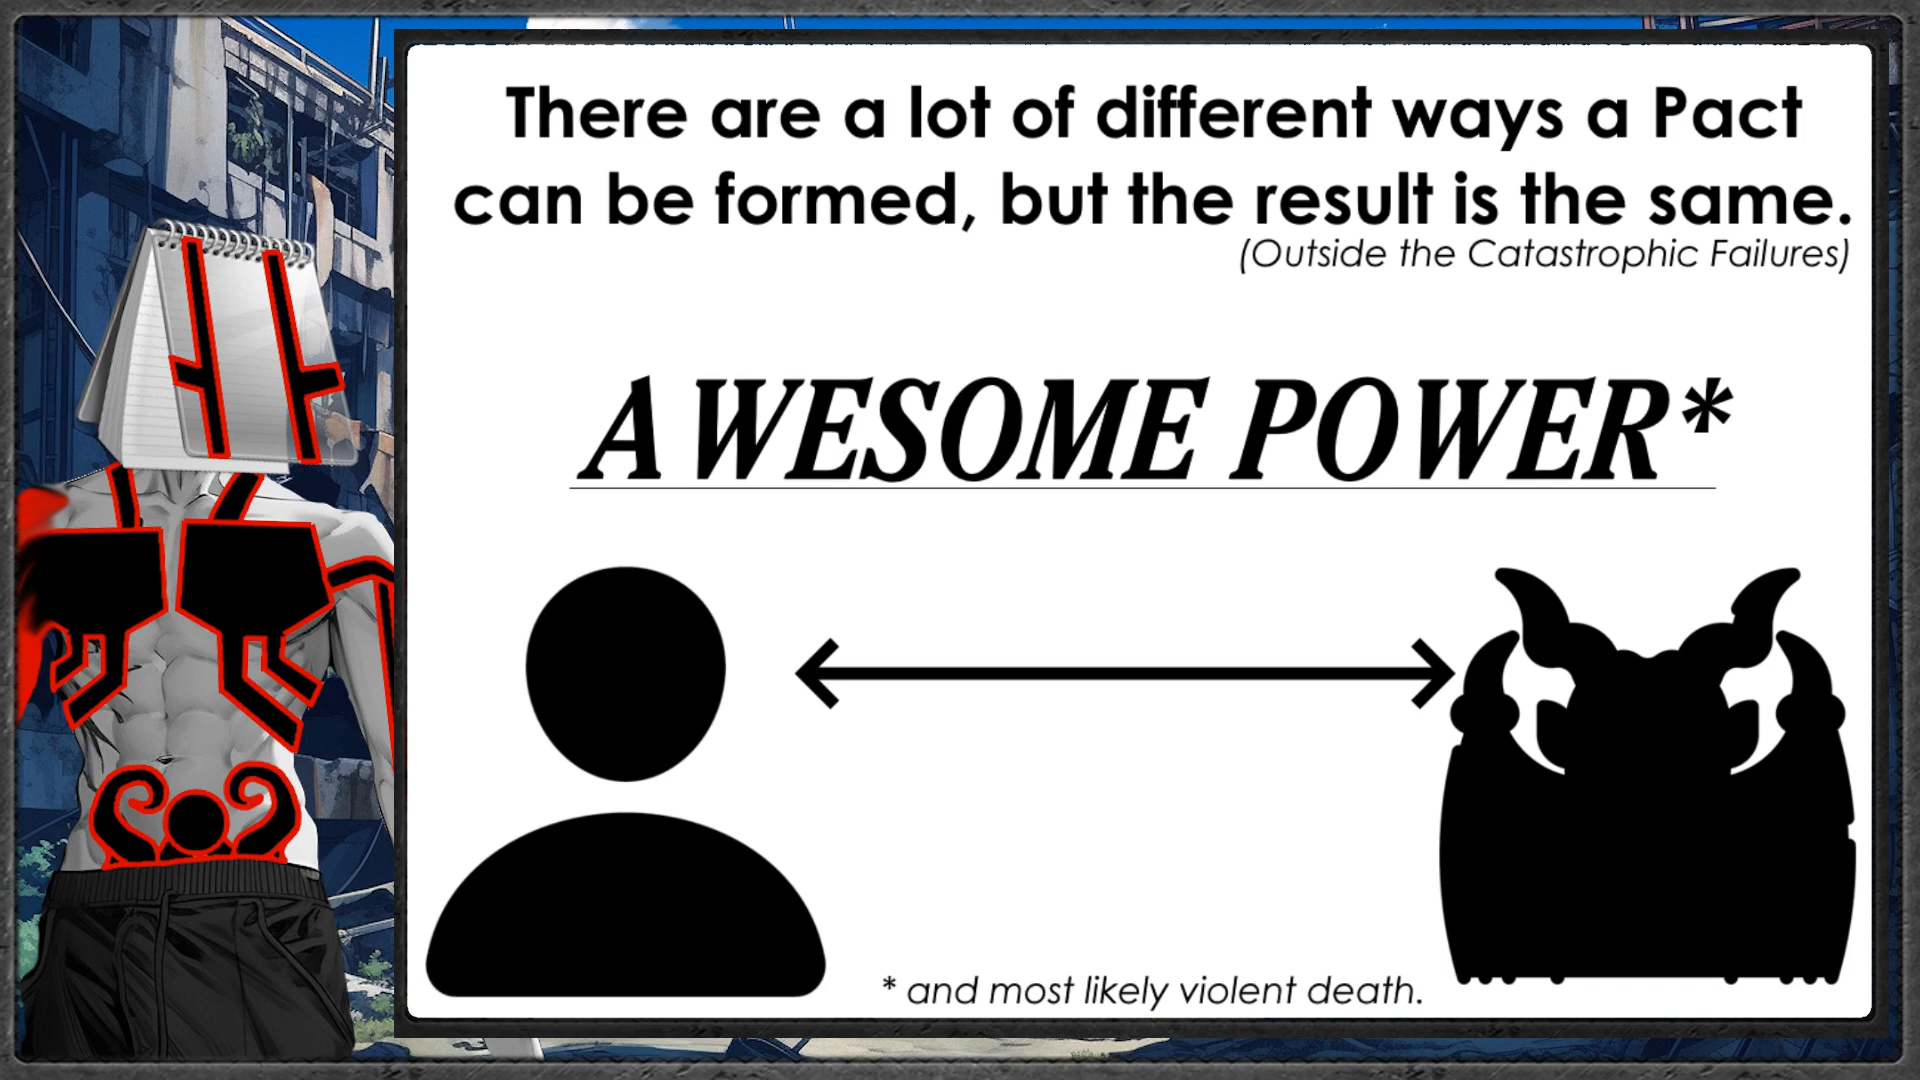 There are a lot of different ways a Pact
can be formed, but the result is the same.
(Outside the Catastrophic Failures)
AWESOME POWER*
* and most likely violent death.